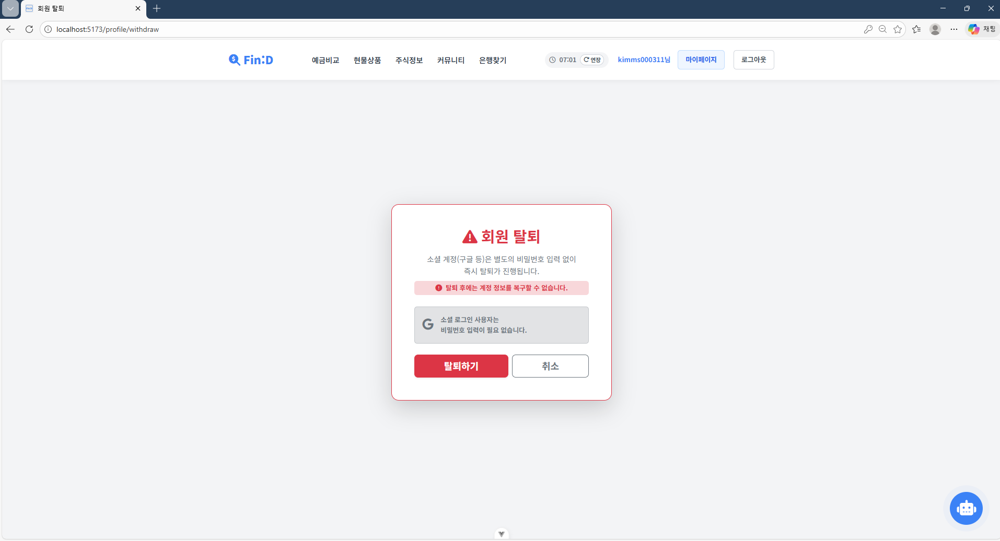 회원 탈퇴
localhost:5173/profile/withdraw
채팅
Fin:D
예금비교
현물상품
주식정보
커뮤니티
은행찾기
07:01
연장
kimms000311님
마이페이지
로그아웃
회원 탈퇴
소셜 계정(구글 등)은 별도의 비밀번호 입력 없이
즉시 탈퇴가 진행됩니다.
탈퇴 후에는 계정 정보를 복구할 수 없습니다.
소셜 로그인 사용자는
비밀번호 입력이 필요 없습니다.
탈퇴하기
취소